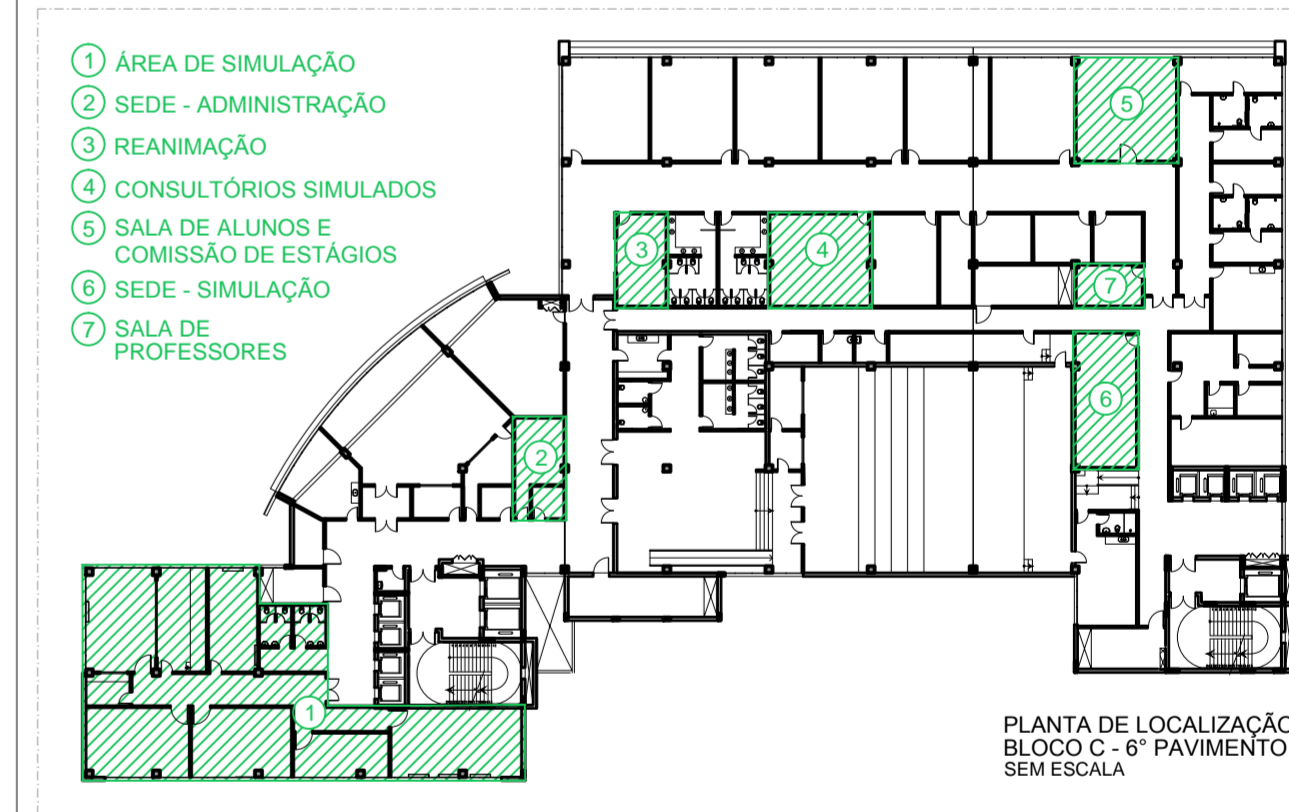 1 ÁREA DE SIMULAÇÃO
2 SEDE - ADMINISTRAÇÃO
3 REANIMAÇÃO
4 CONSULTÓRIOS SIMULADOS
5 SALA DE ALUNOS E
COMISSÃO DE ESTÁGIOS
6 SEDE - SIMULAÇÃO
7 SALA DE
PROFESSORES
5
3
4
7
6
2
1
PLANTA DE LOCALIZAÇÃO
BLOCO C - 6° PAVIMENTO
SEM ESCALA